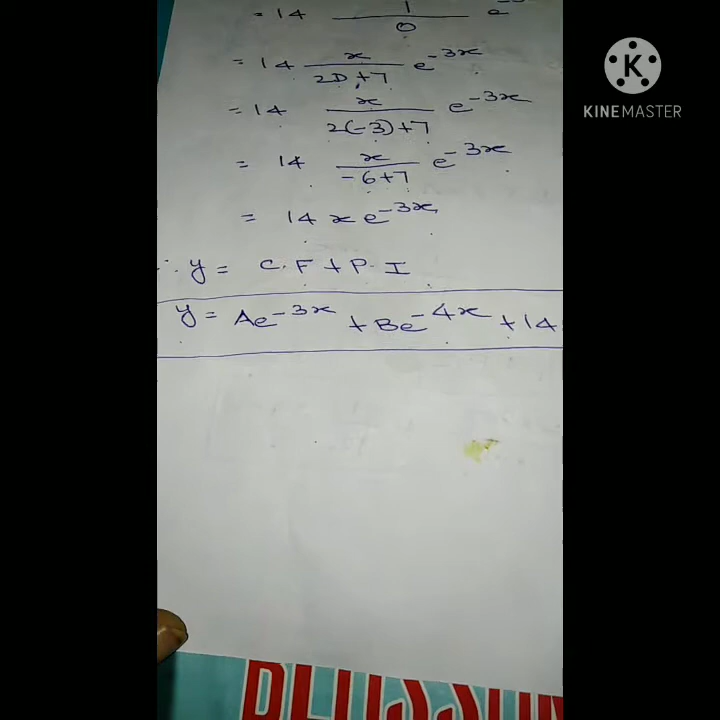 = 14 1/0 e
= 14 x/2D+7 e^-3x
= 14 x/2(-3)+7 e^-3x
= 14 x/-6+7 e^-3x
= 14 x e^-3x
∴ y = C.F + P.I
y = Ae^-3x + Be^-4x + 14
KINEMASTER
BLOSSOM